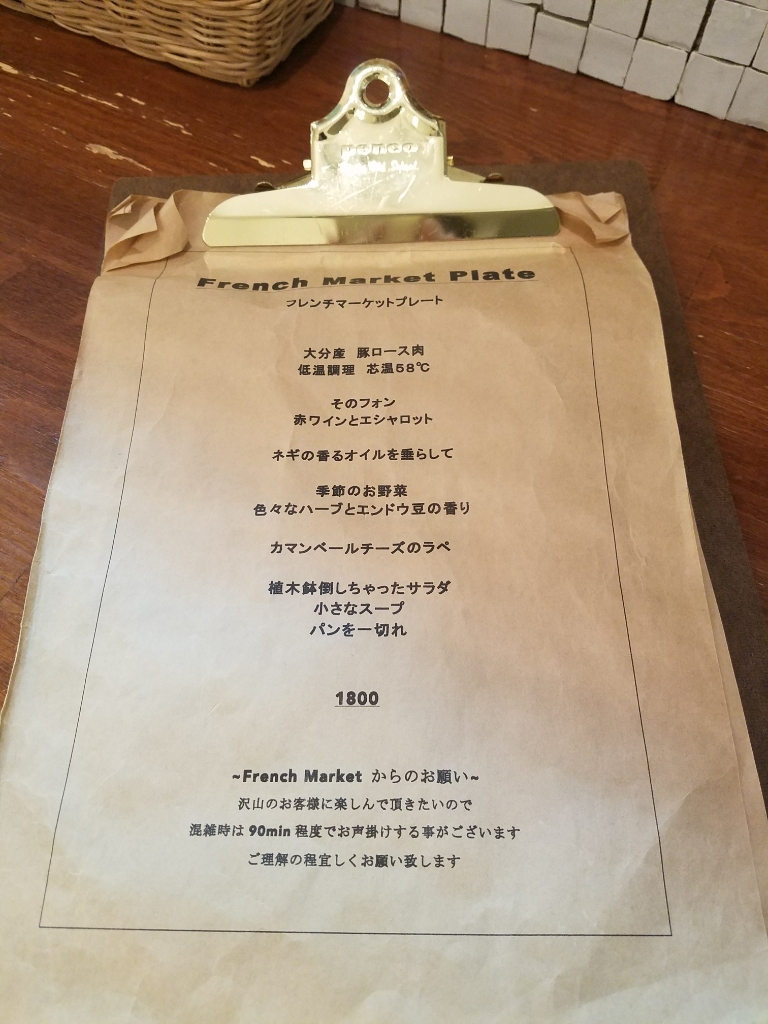 PENCO
French Market Plate
フレンチマーケットプレート
大分産 豚ロース肉
低温調理 芯温58℃
そのフォン
赤ワインとエシャロット
ネギの香るオイルを垂らして
季節のお野菜
色々なハーブとエンドウ豆の香り
カマンベールチーズのラペ
植木鉢倒しちゃったサラダ
小さなスープ
パンを一切れ
1800
~French Market からのお願い~
沢山のお客様に楽しんで頂きたいので
混雑時は 90min 程度でお声掛けする事がございます
ご理解の程宜しくお願い致します